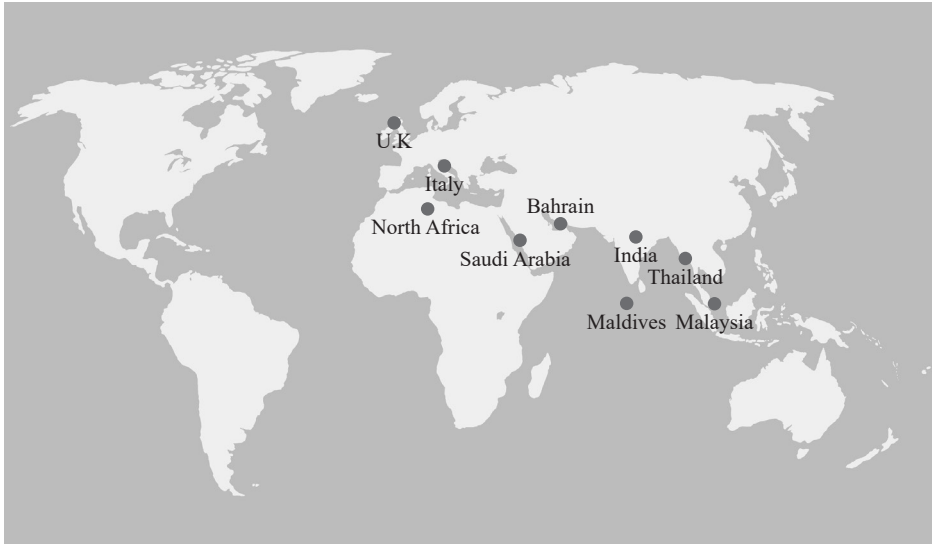 U.K
Italy
Bahrain
North Africa
India
Saudi Arabia
Thailand
Maldives
Malaysia